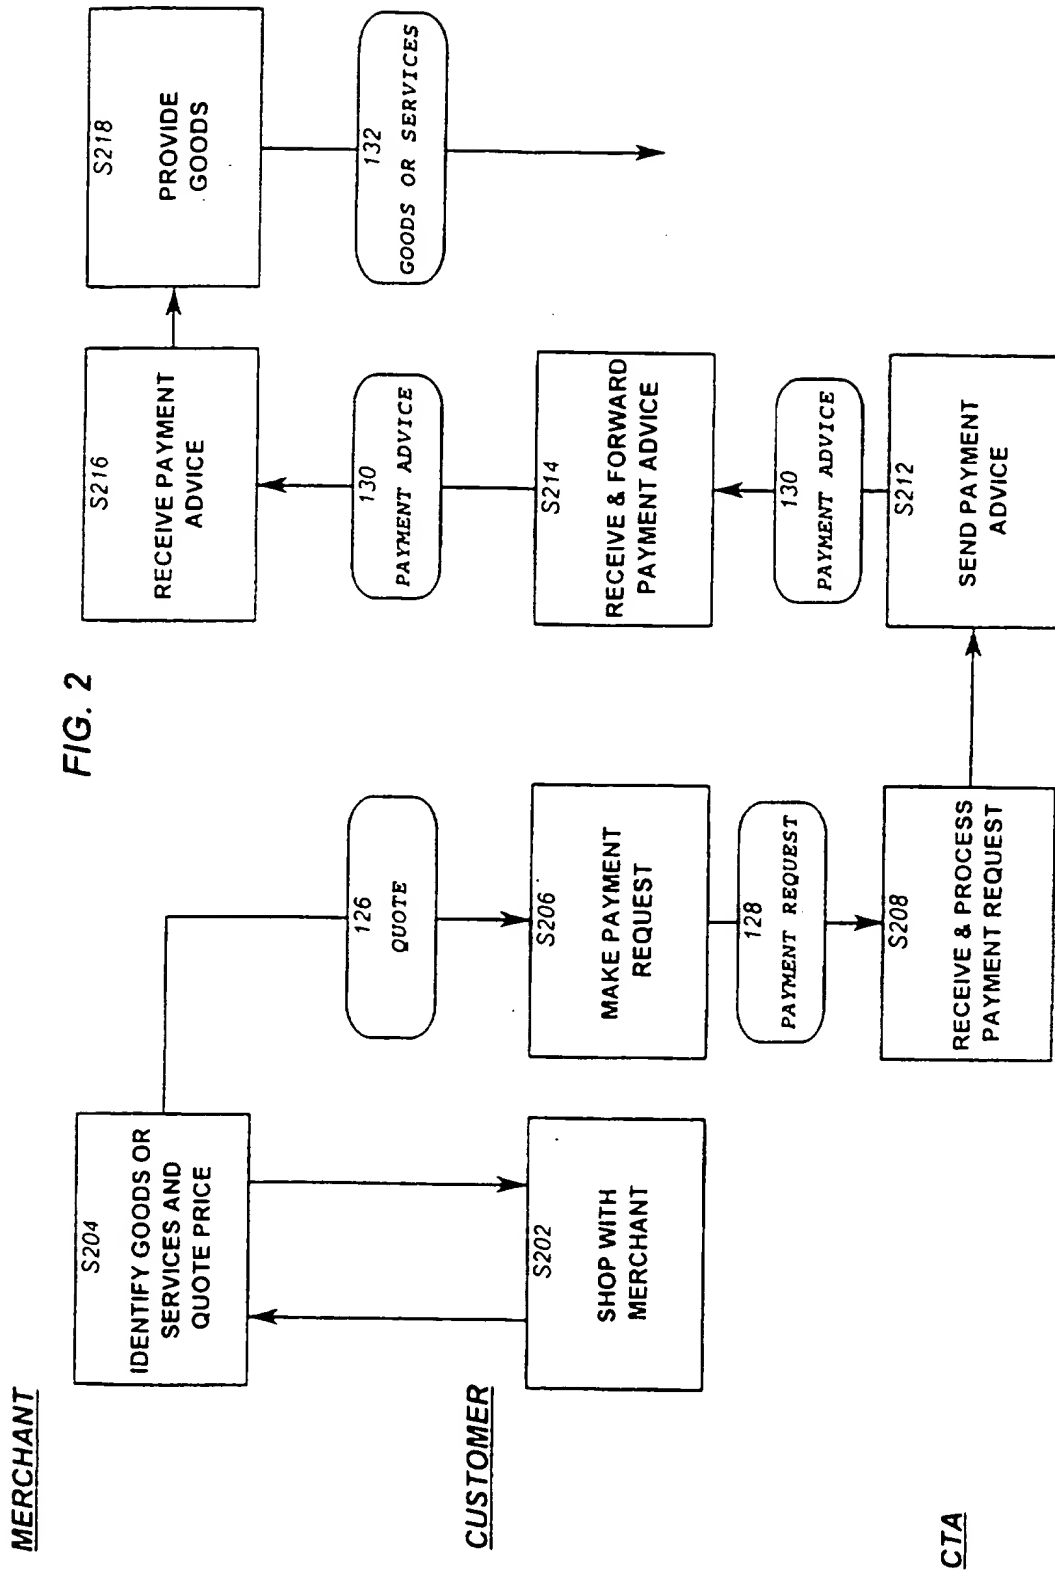 FIG. 2
MERCHANT
S204
IDENTIFY GOODS OR
SERVICES AND
QUOTE PRICE
S216
RECEIVE PAYMENT
ADVICE
S218
PROVIDE
GOODS
126
QUOTE
130
PAYMENT ADVICE
132
GOODS OR SERVICES
CUSTOMER
S202
SHOP WITH
MERCHANT
S206
MAKE PAYMENT
REQUEST
S214
RECEIVE & FORWARD
PAYMENT ADVICE
128
PAYMENT REQUEST
130
PAYMENT ADVICE
CTA
S208
RECEIVE & PROCESS
PAYMENT REQUEST
S212
SEND PAYMENT
ADVICE